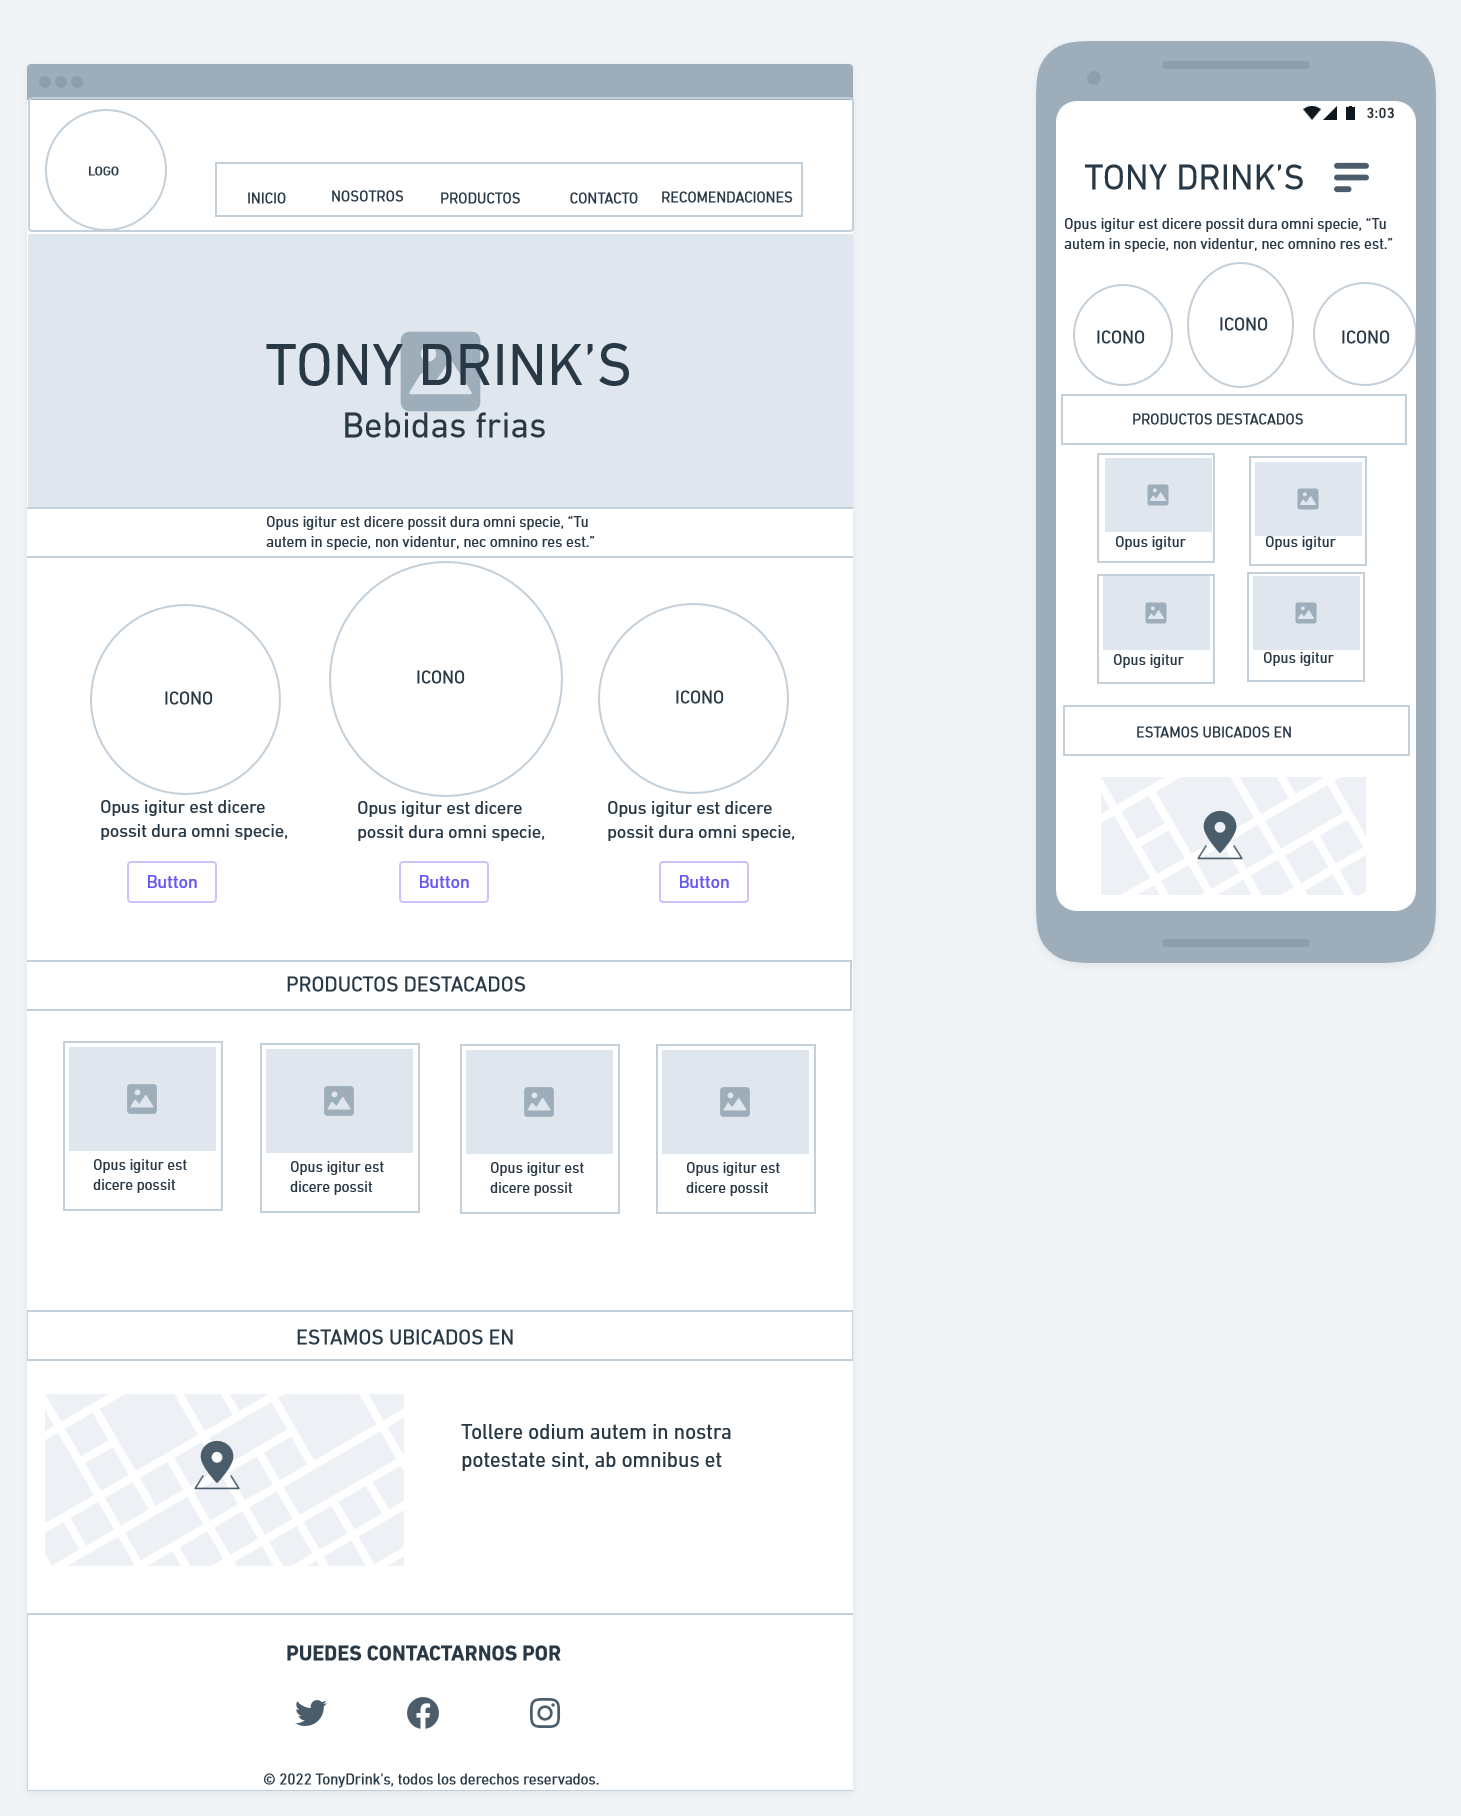 LOGO
INICIO
NOSOTROS
PRODUCTOS
CONTACTO
RECOMENDACIONES
TONY DRINK'S
Bebidas frias
Opus igitur est dicere possit dura omni specie, “Tu
autem in specie, non videntur, nec omnino res est.”
ICONO
ICONO
ICONO
Opus igitur est dicere
possit dura omni specie,
Opus igitur est dicere
possit dura omni specie,
Opus igitur est dicere
possit dura omni specie,
Button
Button
Button
PRODUCTOS DESTACADOS
Opus igitur est
dicere possit
Opus igitur est
dicere possit
Opus igitur est
dicere possit
Opus igitur est
dicere possit
ESTAMOS UBICADOS EN
Tollere odium autem in nostra
potestate sint, ab omnibus et
PUEDES CONTACTARNOS POR
© 2022 TonyDrink's, todos los derechos reservados.
3:03
TONY DRINK'S
Opus igitur est dicere possit dura omni specie, “Tu
autem in specie, non videntur, nec omnino res est.”
ICONO
ICONO
ICONO
PRODUCTOS DESTACADOS
Opus igitur
Opus igitur
Opus igitur
Opus igitur
ESTAMOS UBICADOS EN